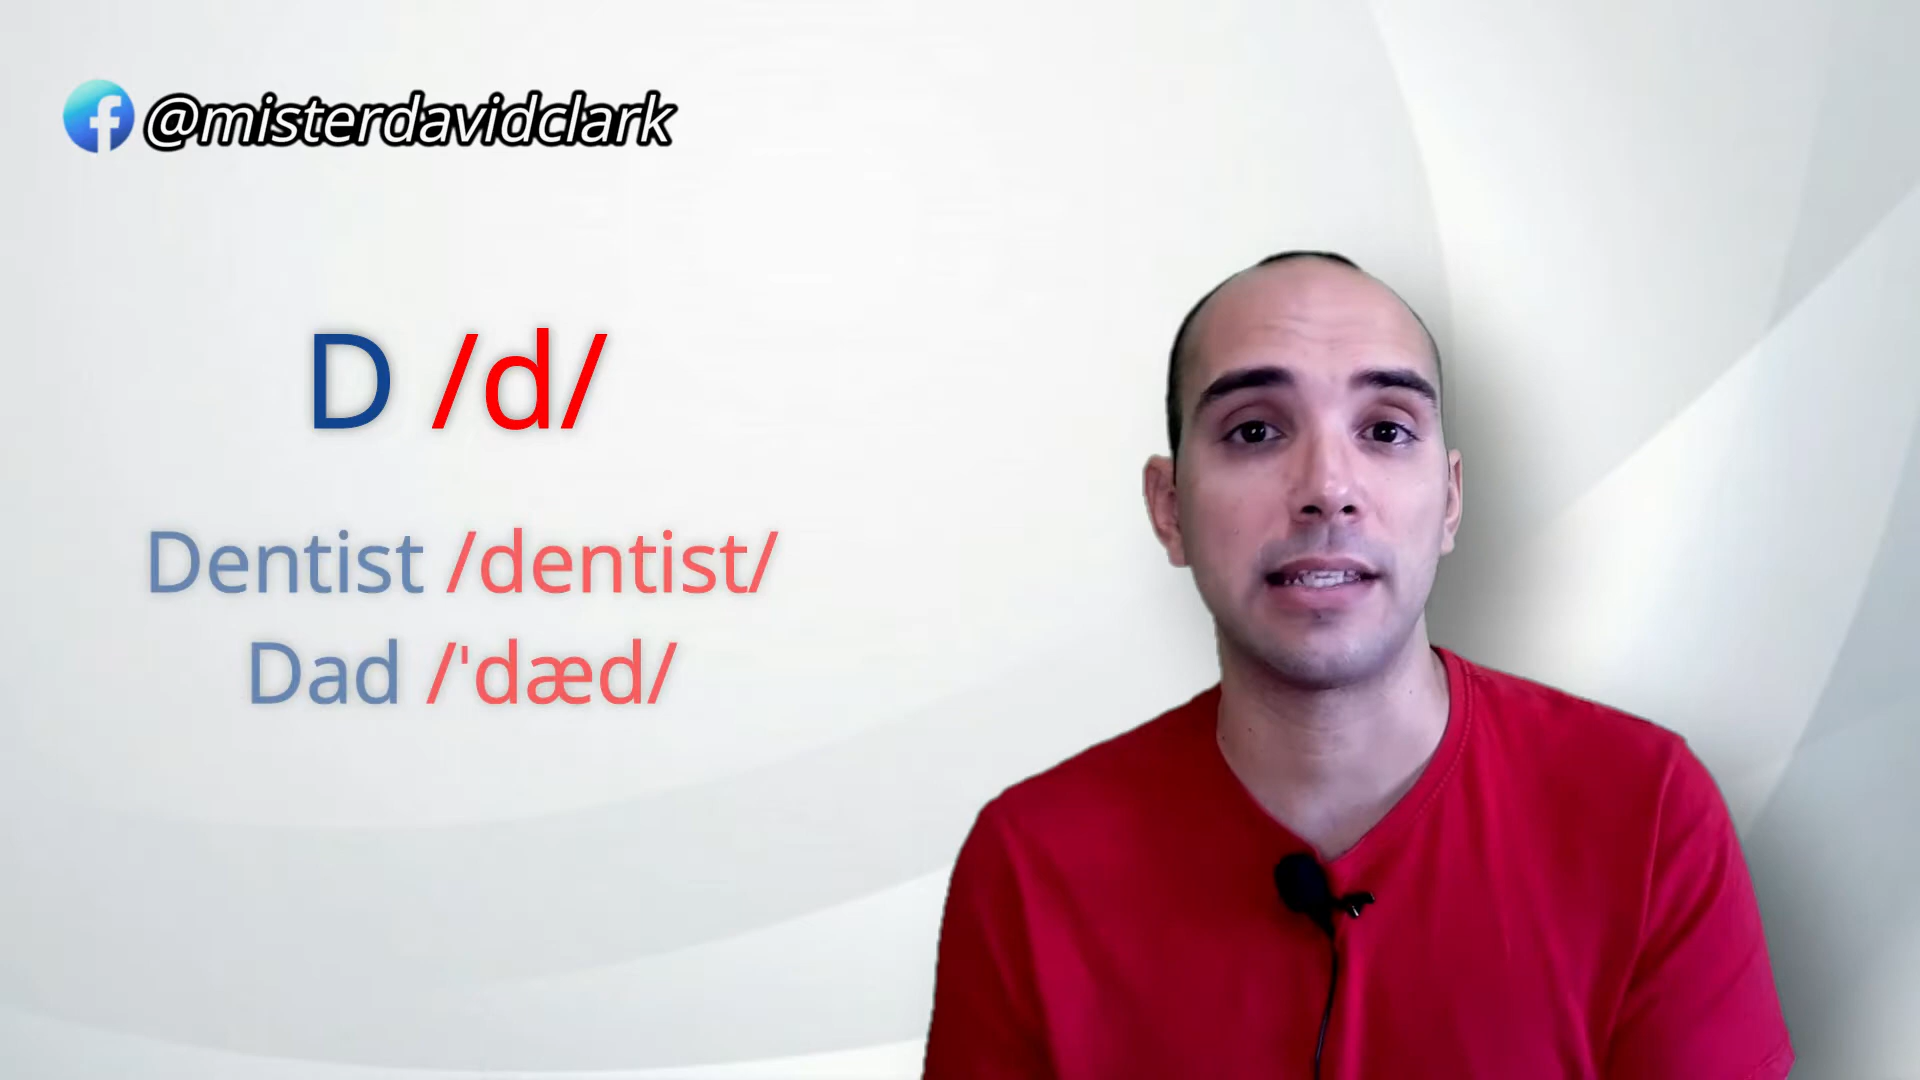 @misterdavidclark
D /d/
Dentist /dentist/
Dad /'dæd/